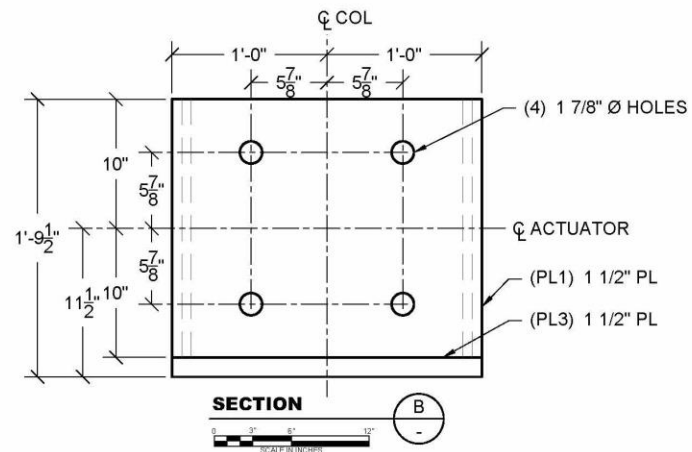 ℄ COL
1'-0" 1'-0"
5 7/8" 5 7/8"
(4) 1 7/8" Ø HOLES
10"
5 7/8"
1'-9 1/2"
℄ ACTUATOR
5 7/8"
11 1/2" 10"
(PL1) 1 1/2" PL
(PL3) 1 1/2" PL
SECTION
B
-
0 3" 6" 12"
SCALE IN INCHES